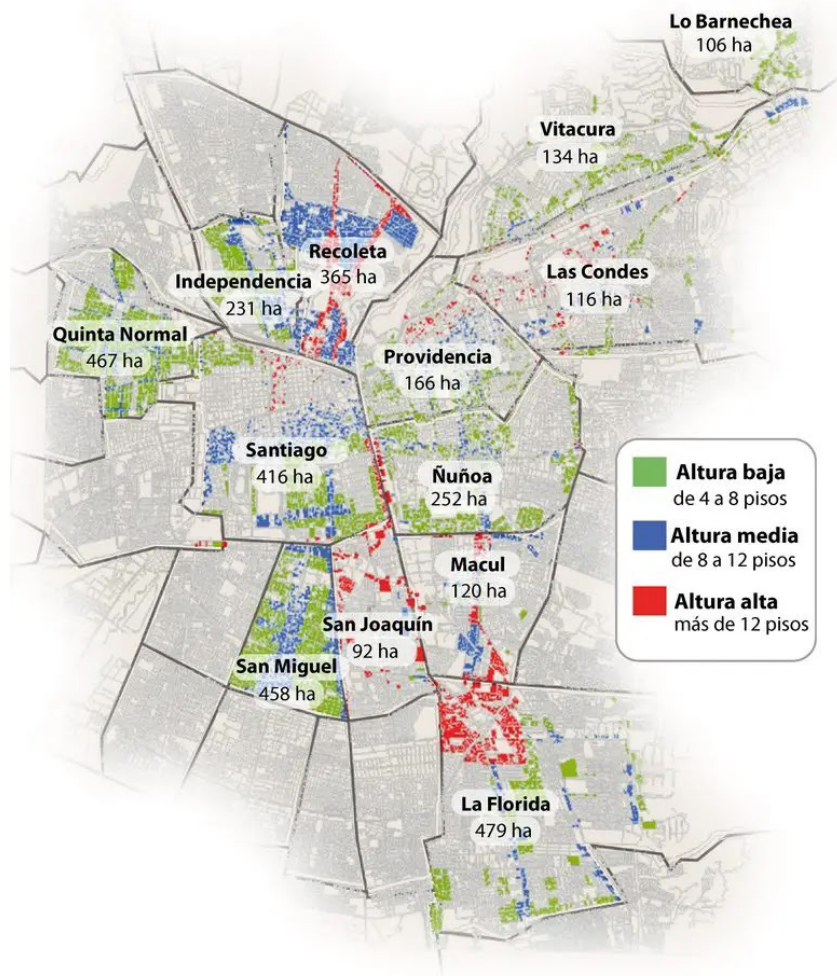 Lo Barnechea
106 ha
Vitacura
134 ha
Recoleta
365 ha
Las Condes
116 ha
Independencia
231 ha
Quinta Normal
467 ha
Providencia
166 ha
Santiago
416 ha
Ñuñoa
252 ha
Macul
120 ha
San Joaquín
92 ha
San Miguel
458 ha
La Florida
479 ha
Altura baja
de 4 a 8 pisos
Altura media
de 8 a 12 pisos
Altura alta
más de 12 pisos